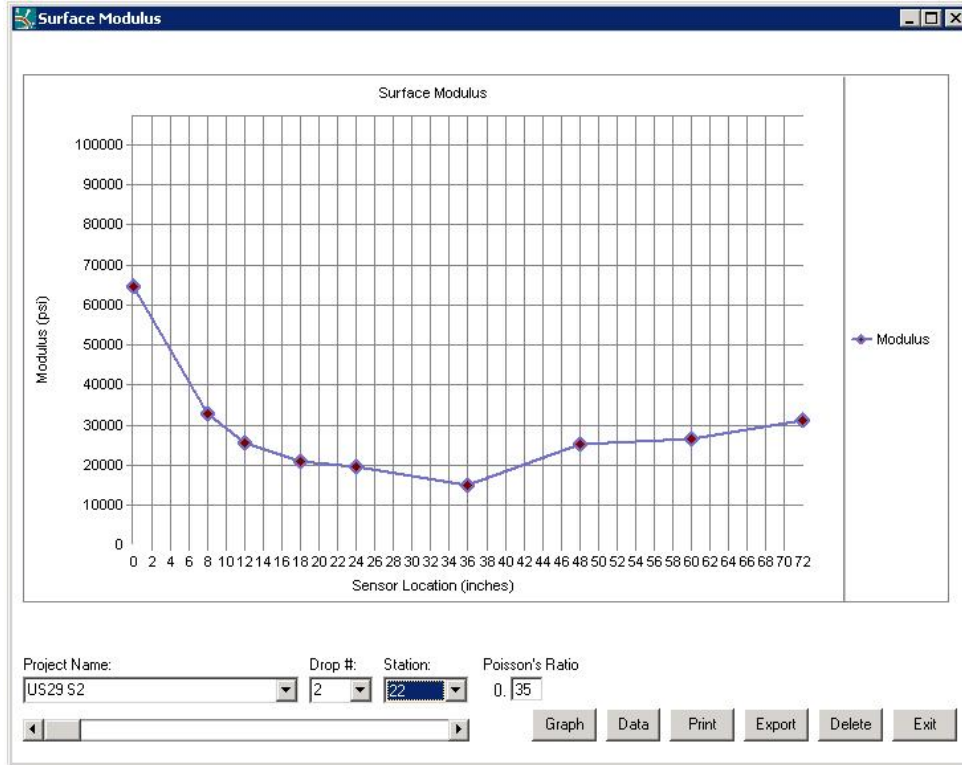 Surface Modulus
Surface Modulus
100000
90000
80000
70000
60000
50000
40000
30000
20000
10000
0
Modulus (psi)
0 2 4 6 8 10 12 14 16 18 20 22 24 26 28 30 32 34 36 38 40 42 44 46 48 50 52 54 56 58 60 62 64 66 68 70 72
Sensor Location (inches)
Modulus
Project Name: Drop #: Station: Poisson's Ratio
US29 S2 2 22 0. 35
Graph Data Print Export Delete Exit